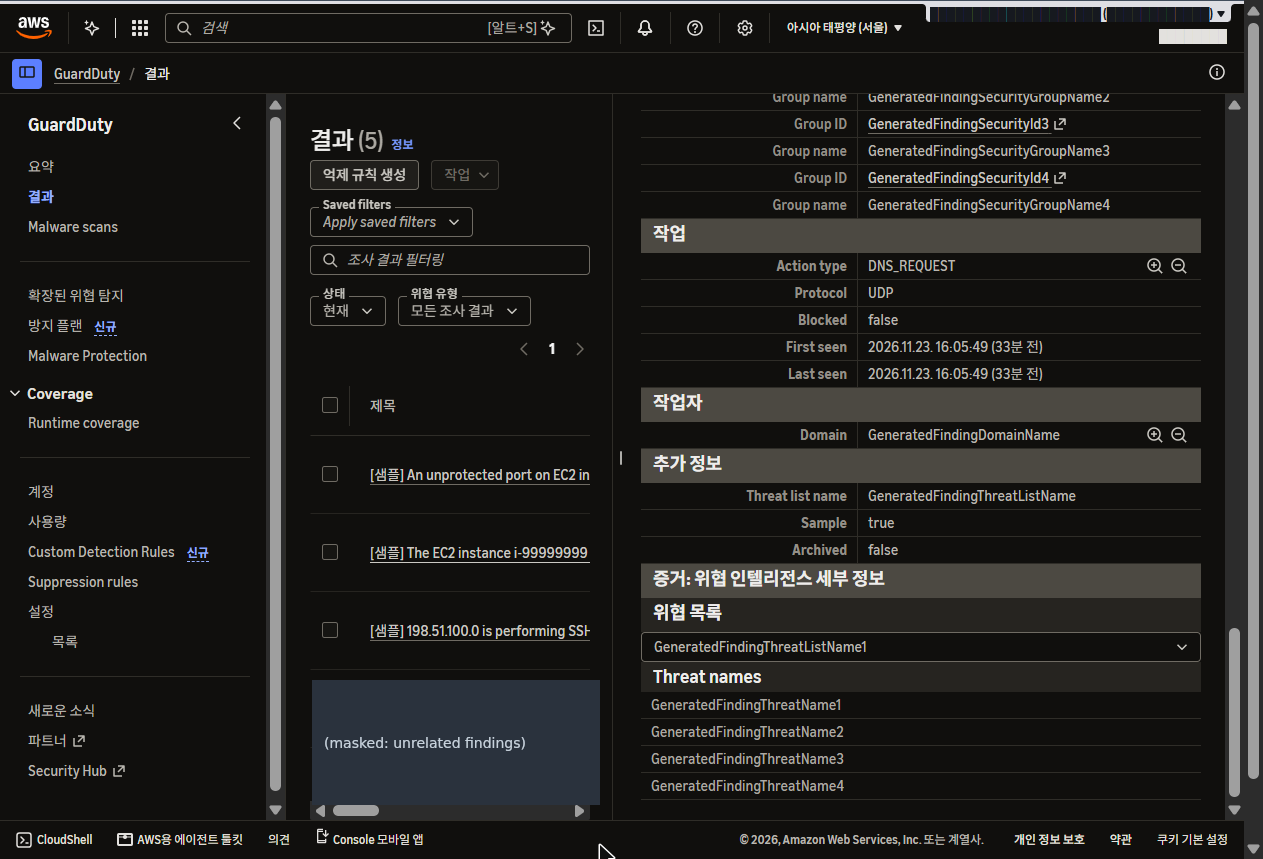 aws
검색
[알트+S]
아시아 태평양 (서울)
GuardDuty / 결과
GuardDuty
요약
결과
Malware scans
확장된 위협 탐지
방지 플랜 신규
Malware Protection
Coverage
Runtime coverage
계정
사용량
Custom Detection Rules 신규
Suppression rules
설정
목록
새로운 소식
파트너
Security Hub
결과 (5) 정보
억제 규칙 생성
작업
Saved filters
Apply saved filters
조사 결과 필터링
상태
현재
위협 유형
모든 조사 결과
1
제목
[샘플] An unprotected port on EC2 in
[샘플] The EC2 instance i-99999999
[샘플] 198.51.100.0 is performing SSH
(masked: unrelated findings)
Group name GeneratedFindingSecurityGroupName2
Group ID GeneratedFindingSecurityId3
Group name GeneratedFindingSecurityGroupName3
Group ID GeneratedFindingSecurityId4
Group name GeneratedFindingSecurityGroupName4
작업
Action type DNS_REQUEST
Protocol UDP
Blocked false
First seen 2026.11.23. 16:05:49 (33분 전)
Last seen 2026.11.23. 16:05:49 (33분 전)
작업자
Domain GeneratedFindingDomainName
추가 정보
Threat list name GeneratedFindingThreatListName
Sample true
Archived false
증거: 위협 인텔리전스 세부 정보
위협 목록
GeneratedFindingThreatListName1
Threat names
GeneratedFindingThreatName1
GeneratedFindingThreatName2
GeneratedFindingThreatName3
GeneratedFindingThreatName4
CloudShell
AWS용 에이전트 툴킷
의견
Console 모바일 앱
© 2026, Amazon Web Services, Inc. 또는 계열사.
개인 정보 보호
약관
쿠키 기본 설정